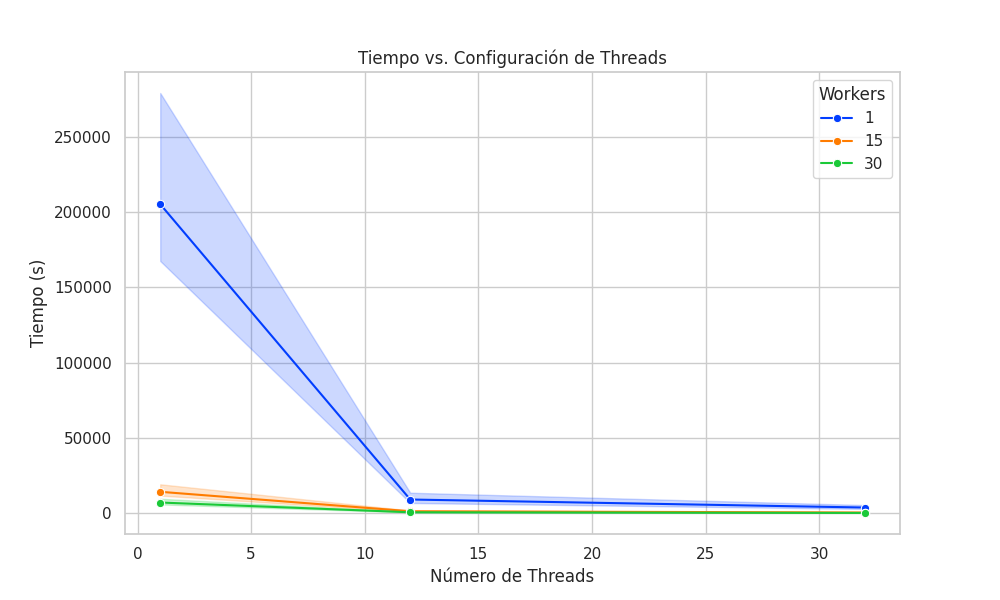 Tiempo vs. Configuración de Threads
Workers
1
15
30
Tiempo (s)
250000
200000
150000
100000
50000
0
0 5 10 15 20 25 30
Número de Threads